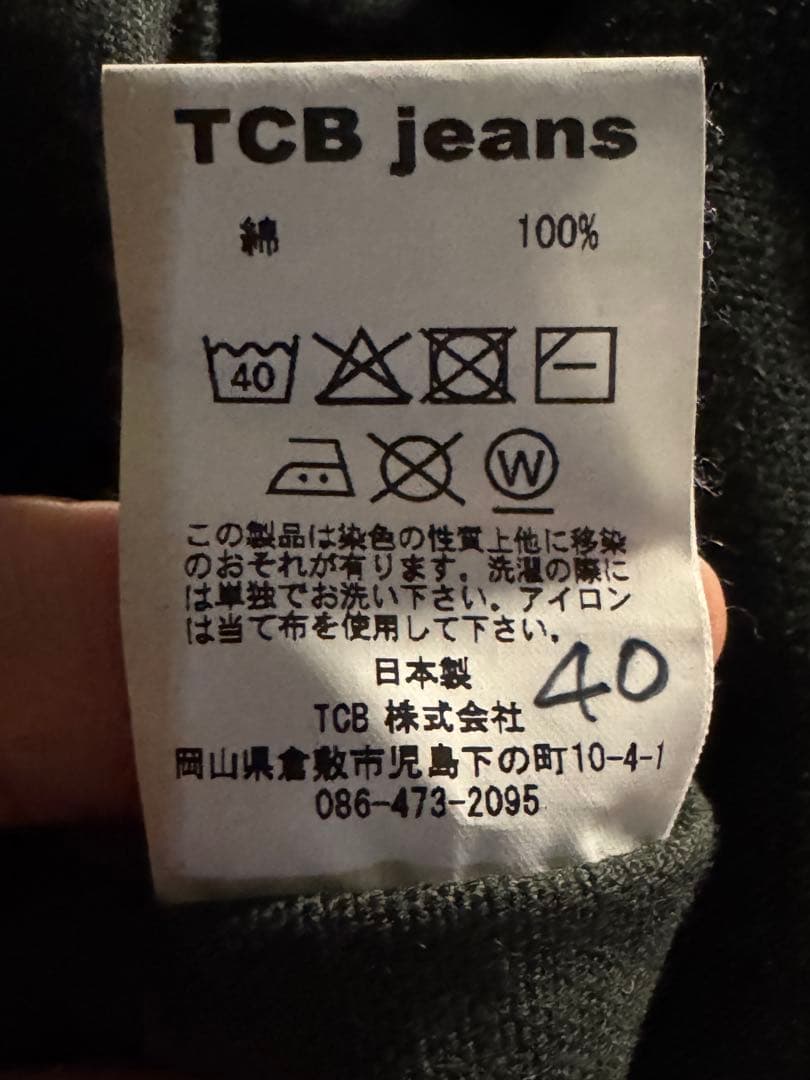 TCB jeans
綿 100%
40
W
この製品は染色の性質上他に移染
のおそれが有ります。洗濯の際に
は単独でお洗い下さい。アイロン
は当て布を使用して下さい。
日本製
40
TCB 株式会社
岡山県倉敷市児島下の町10-4-1
086-473-2095